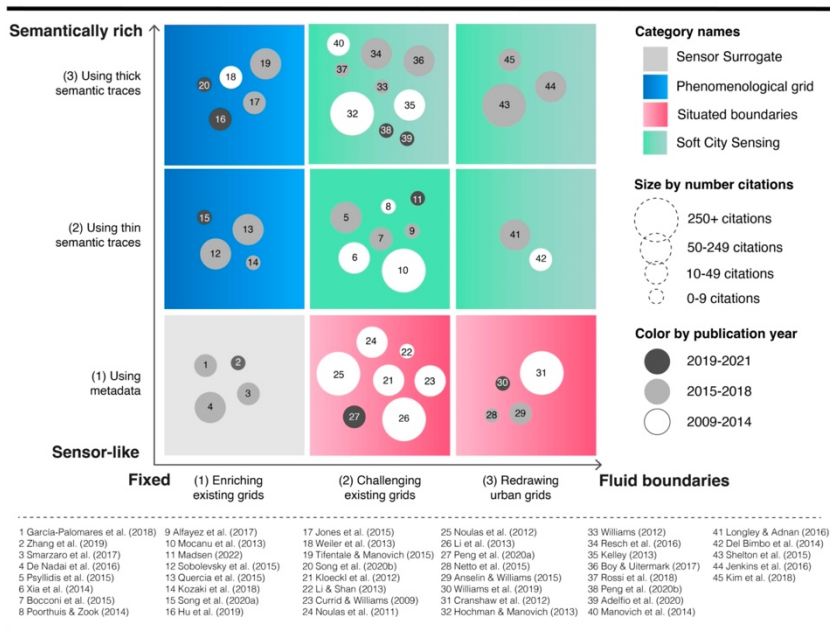 Semantically rich
(3) Using thick
semantic traces
(2) Using thin
semantic traces
(1) Using
metadata
Sensor-like
Fixed
(1) Enriching
existing grids
(2) Challenging
existing grids
(3) Redrawing
urban grids
Fluid boundaries
20
18
19
17
16
40
34
36
37
33
32
35
38
39
45
44
43
15
13
12
14
5
8
11
7
9
6
10
41
42
1
2
3
4
24
22
25
21
23
27
26
30
31
28
29
Category names
Sensor Surrogate
Phenomenological grid
Situated boundaries
Soft City Sensing
Size by number citations
250+ citations
50-249 citations
10-49 citations
0-9 citations
Color by publication year
2019-2021
2015-2018
2009-2014
1 García-Palomares et al. (2018)
2 Zhang et al. (2019)
3 Smarzaro et al. (2017)
4 De Nadai et al. (2016)
5 Psyllidis et al. (2015)
6 Xia et al. (2014)
7 Bocconi et al. (2015)
8 Poorthuis & Zook (2014)
9 Alfayez et al. (2017)
10 Mocanu et al. (2013)
11 Madsen (2022)
12 Sobolevsky et al. (2015)
13 Quercia et al. (2015)
14 Kozaki et al. (2018)
15 Song et al. (2020a)
16 Hu et al. (2019)
17 Jones et al. (2015)
18 Weiler et al. (2013)
19 Tifentale & Manovich (2015)
20 Song et al. (2020b)
21 Kloeckl et al. (2012)
22 Li & Shan (2013)
23 Currid & Williams (2009)
24 Noulas et al. (2011)
25 Noulas et al. (2012)
26 Li et al. (2013)
27 Peng et al. (2020a)
28 Netto et al. (2015)
29 Anselin & Williams (2015)
30 Williams et al. (2019)
31 Cranshaw et al. (2012)
32 Hochman & Manovich (2013)
33 Williams (2012)
34 Resch et al. (2016)
35 Kelley (2013)
36 Boy & Uitermark (2017)
37 Rossi et al. (2018)
38 Peng et al. (2020b)
39 Adelfio et al. (2020)
40 Manovich et al. (2014)
41 Longley & Adnan (2016)
42 Del Bimbo et al. (2014)
43 Shelton et al. (2015)
44 Jenkins et al. (2016)
45 Kim et al. (2018)